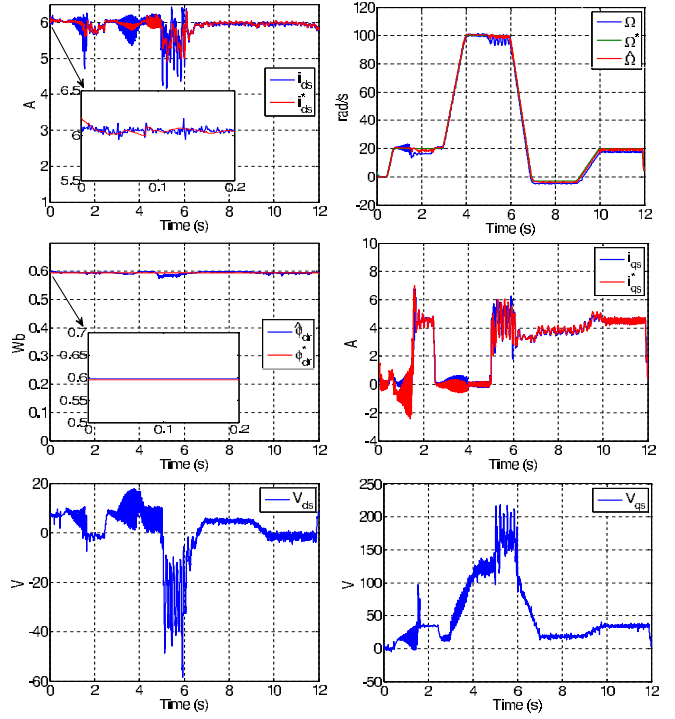 6
5
4
3
2
1
A
0 2 4 6 8 10 12
Time (s)
i_ds
i*_ds
6.5
6
5.5
0 0.1 0.2
120
100
80
60
40
20
0
-20
rad/s
0 2 4 6 8 10 12
Time (s)
Ω
Ω*
Ω̂
0.6
0.5
0.4
0.3
0.2
0.1
0
Wb
0 2 4 6 8 10 12
Time (s)
ϕ̂_dr
ϕ*_dr
0.7
0.65
0.6
0.55
0.5
0 0.1 0.2
10
8
6
4
2
0
-2
-4
A
0 2 4 6 8 10 12
Time (s)
i_qs
i*_qs
20
0
-20
-40
-60
V
0 2 4 6 8 10 12
Time (s)
V_ds
250
200
150
100
50
0
-50
V
0 2 4 6 8 10 12
Time (s)
V_qs